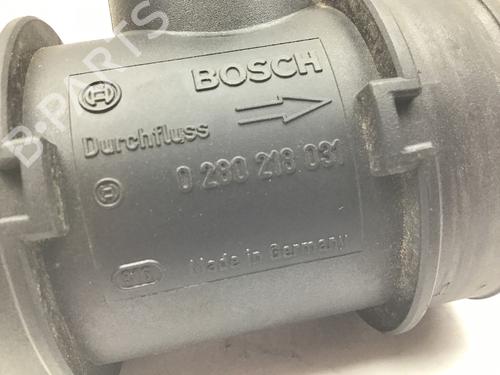 BOSCH
Durchfluss
0 280 218 031
Made in Germany
B-PARTS